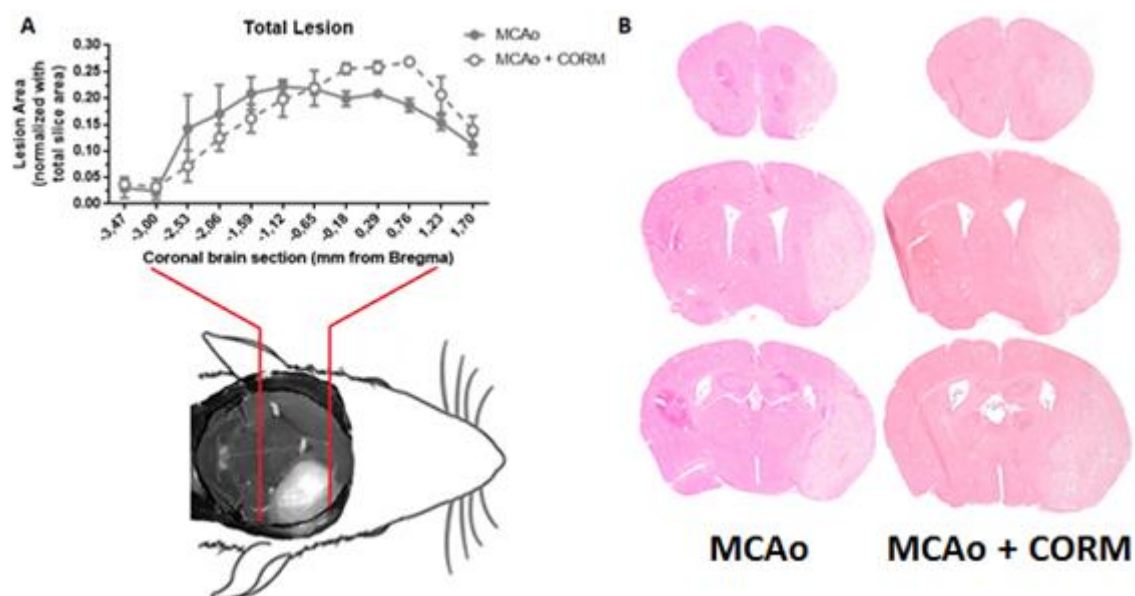 A
Total Lesion
MCAo
MCAo + CORM
Lesion Area
(normalized with
total slice area)
0.30
0.25
0.20
0.15
0.10
0.05
0.00
-3,47
-3,00
-2,53
-2,06
-1,59
-1,12
-0,65
-0,18
0,29
0,76
1,23
1,70
Coronal brain section (mm from Bregma)
B
MCAo
MCAo + CORM